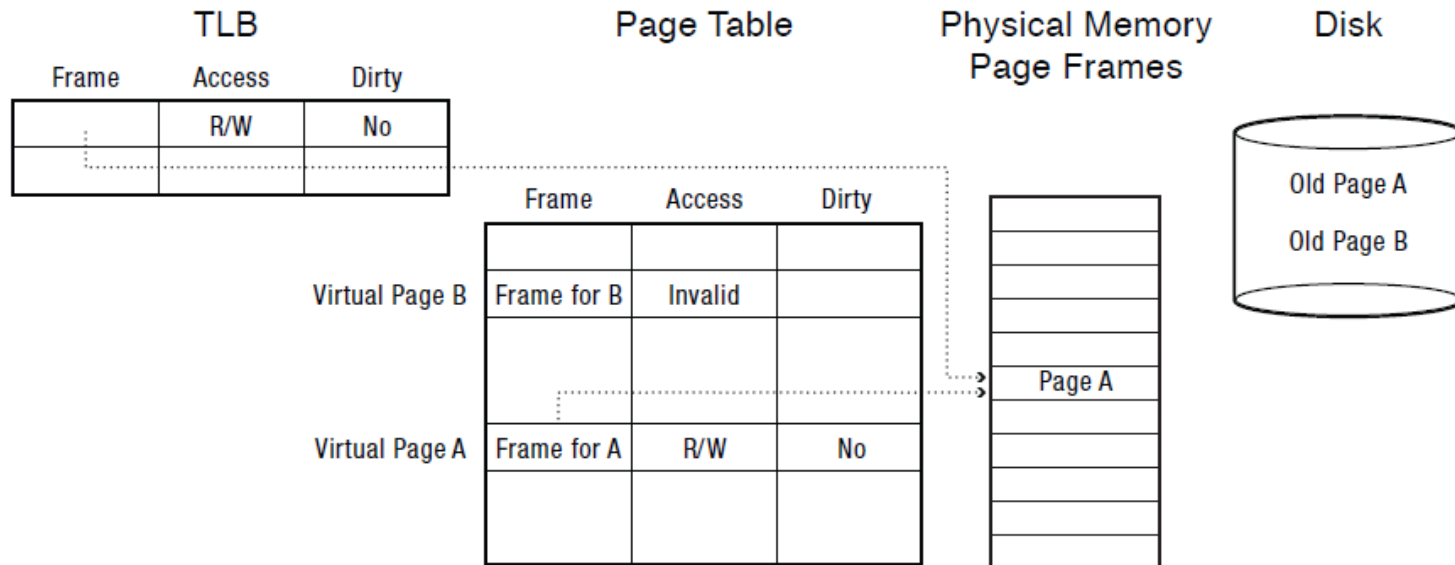 TLB
Page Table
Physical Memory
Page Frames
Disk
Frame Access Dirty
R/W No
Old Page A
Old Page B
Frame Access Dirty
Virtual Page B Frame for B Invalid
Page A
Virtual Page A Frame for A R/W No